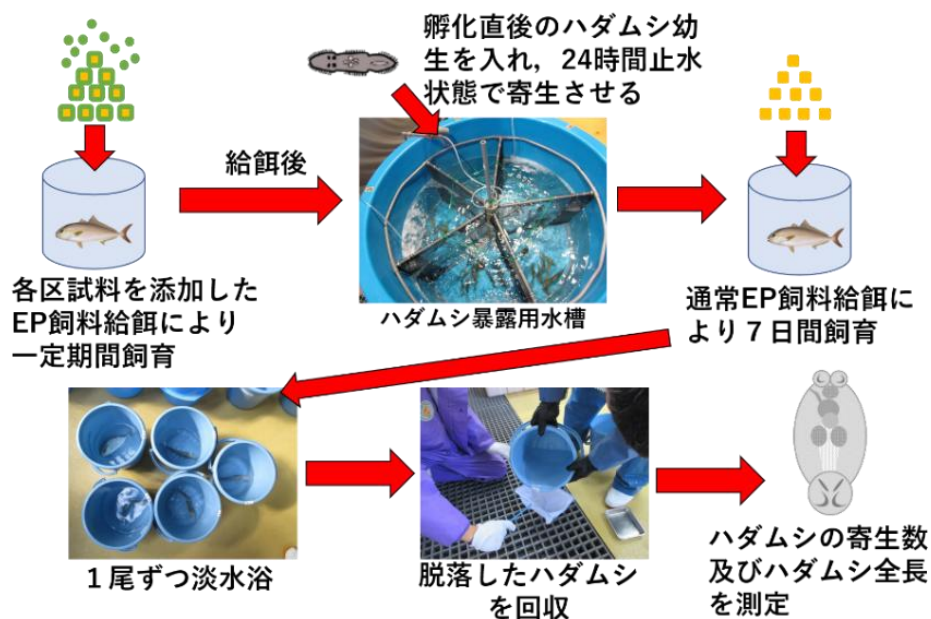 孵化直後のハダムシ幼
生を入れ，24時間止水
状態で寄生させる
給餌後
各区試料を添加した
EP飼料給餌により
一定期間飼育
ハダムシ暴露用水槽
通常EP飼料給餌に
より７日間飼育
１尾ずつ淡水浴
脱落したハダムシ
を回収
ハダムシの寄生数
及びハダムシ全長
を測定